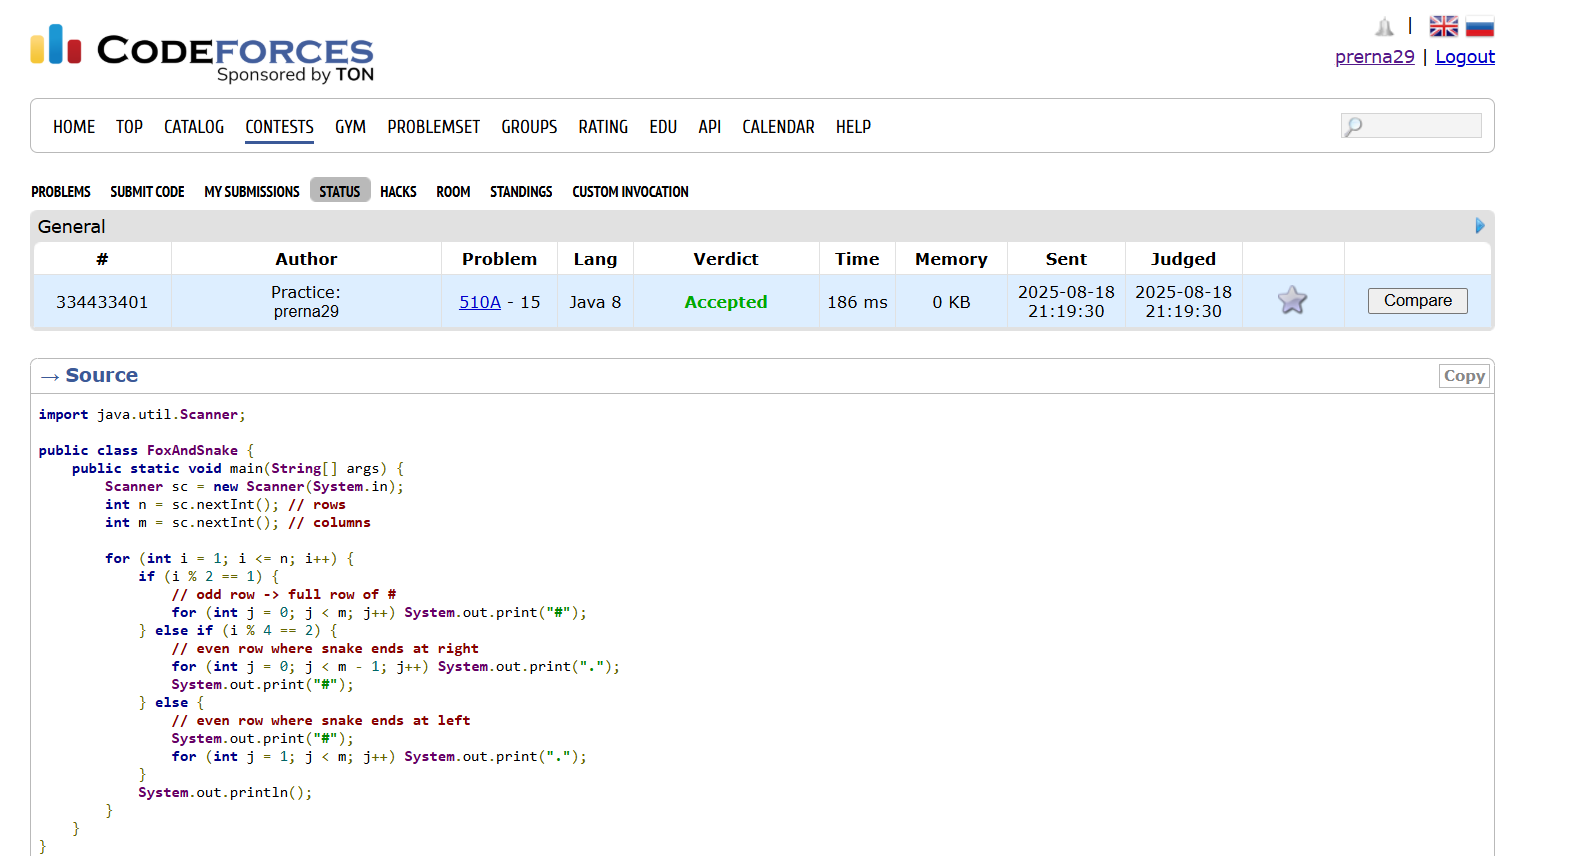 CODEFORCES
Sponsored by TON
|
prerna29 | Logout
HOME TOP CATALOG CONTESTS GYM PROBLEMSET GROUPS RATING EDU API CALENDAR HELP
PROBLEMS SUBMIT CODE MY SUBMISSIONS STATUS HACKS ROOM STANDINGS CUSTOM INVOCATION
General
# Author Problem Lang Verdict Time Memory Sent Judged
334433401 Practice: prerna29 510A - 15 Java 8 Accepted 186 ms 0 KB 2025-08-18 21:19:30 2025-08-18 21:19:30 Compare
→ Source Copy
import java.util.Scanner;

public class FoxAndSnake {
    public static void main(String[] args) {
        Scanner sc = new Scanner(System.in);
        int n = sc.nextInt(); // rows
        int m = sc.nextInt(); // columns

        for (int i = 1; i <= n; i++) {
            if (i % 2 == 1) {
                // odd row -> full row of #
                for (int j = 0; j < m; j++) System.out.print("#");
            } else if (i % 4 == 2) {
                // even row where snake ends at right
                for (int j = 0; j < m - 1; j++) System.out.print(".");
                System.out.print("#");
            } else {
                // even row where snake ends at left
                System.out.print("#");
                for (int j = 1; j < m; j++) System.out.print(".");
            }
            System.out.println();
        }
    }
}